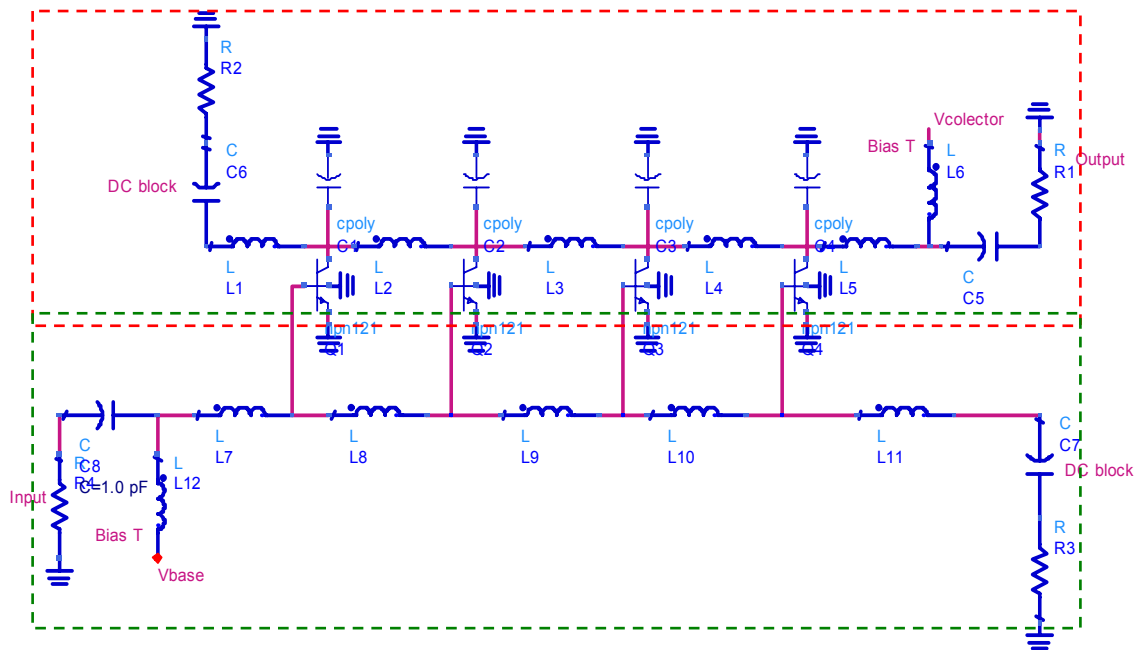 R
R2
C
C6
DC block
Vcolector
Bias T
L
L6
R
R1
Output
cpoly
C1
cpoly
C2
cpoly
C3
cpoly
C4
L
L1
L
L2
L
L3
L
L4
L
L5
C
C5
npn121
Q1
npn121
Q2
npn121
Q3
npn121
Q4
C
C8
C=1.0 pF
R
R4
Input
L
L12
Bias T
Vbase
L
L7
L
L8
L
L9
L
L10
L
L11
C
C7
DC block
R
R3